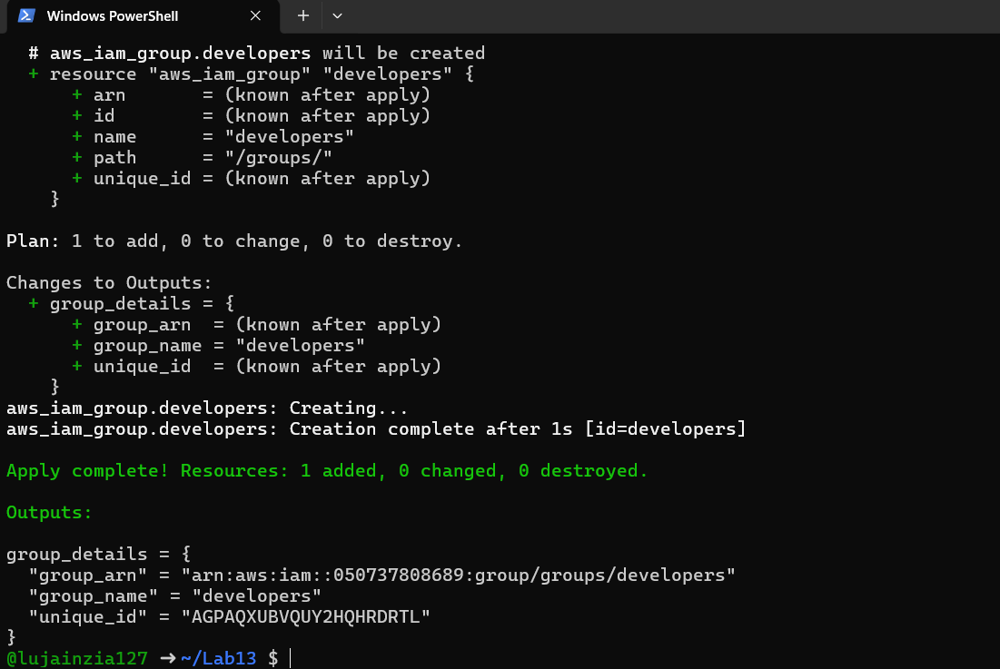 Windows PowerShell
# aws_iam_group.developers will be created
+ resource "aws_iam_group" "developers" {
+ arn       = (known after apply)
+ id        = (known after apply)
+ name      = "developers"
+ path      = "/groups/"
+ unique_id = (known after apply)
}
Plan: 1 to add, 0 to change, 0 to destroy.
Changes to Outputs:
+ group_details = {
+ group_arn  = (known after apply)
+ group_name = "developers"
+ unique_id  = (known after apply)
}
aws_iam_group.developers: Creating...
aws_iam_group.developers: Creation complete after 1s [id=developers]
Apply complete! Resources: 1 added, 0 changed, 0 destroyed.
Outputs:
group_details = {
"group_arn" = "arn:aws:iam::050737808689:group/groups/developers"
"group_name" = "developers"
"unique_id" = "AGPAQXUBVQUY2HQHRDRTL"
}
@lujainzia127 ➜ ~/Lab13 $